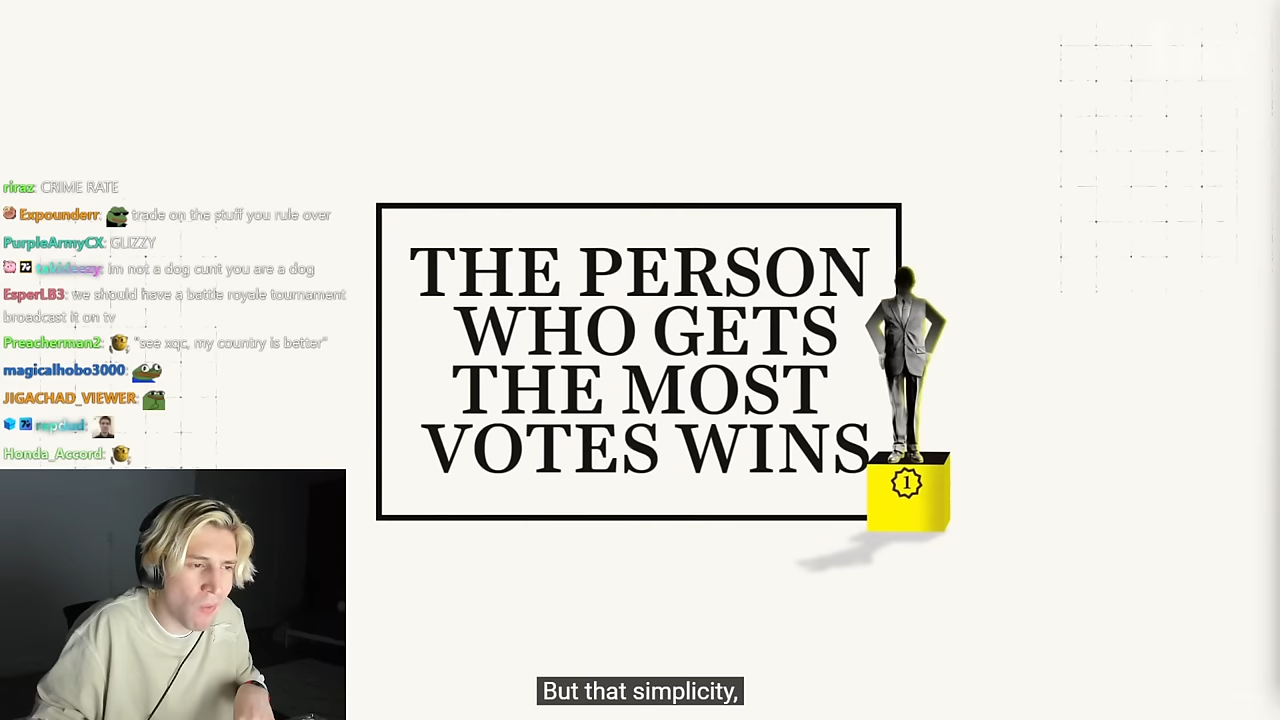 riraz: CRIME RATE
Expounderr: trade on the stuff you rule over
PurpleArmyCX: GLIZZY
: im not a dog cunt you are a dog
EsporLB3: we should have a battle royale tournament
broadcast it on tv
Preacherman2: "see xqc, my country is better"
magicalhobo3000:
JIGACHAD_VIEWER:
Honda_Accord:
THE PERSON
WHO GETS
THE MOST
VOTES WINS
1
But that simplicity,